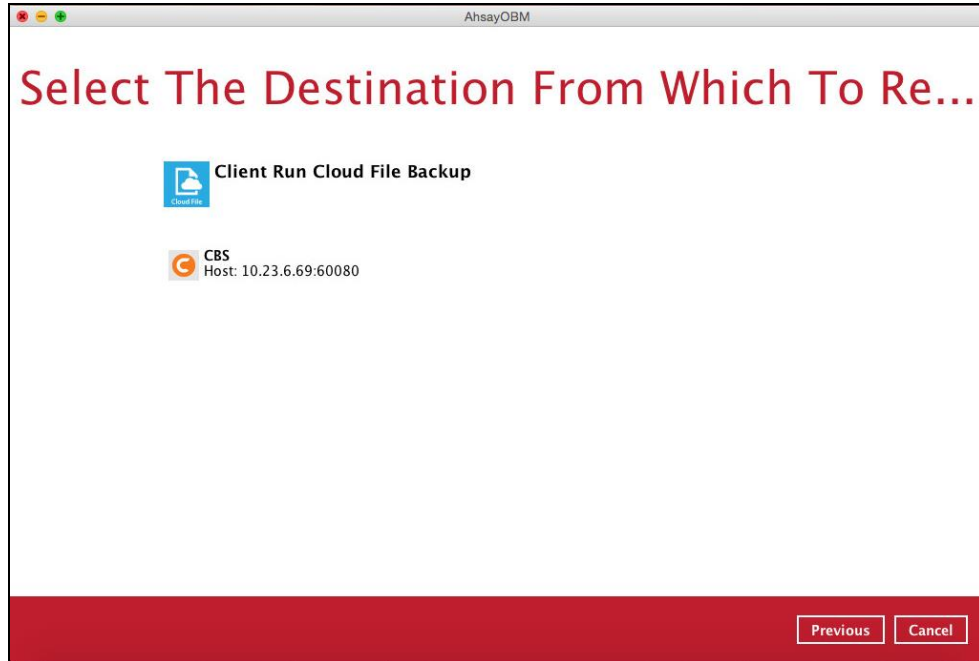 AhsayOBM
Select The Destination From Which To Re...
Client Run Cloud File Backup
Cloud File
CBS
Host: 10.23.6.69:60080
Previous
Cancel